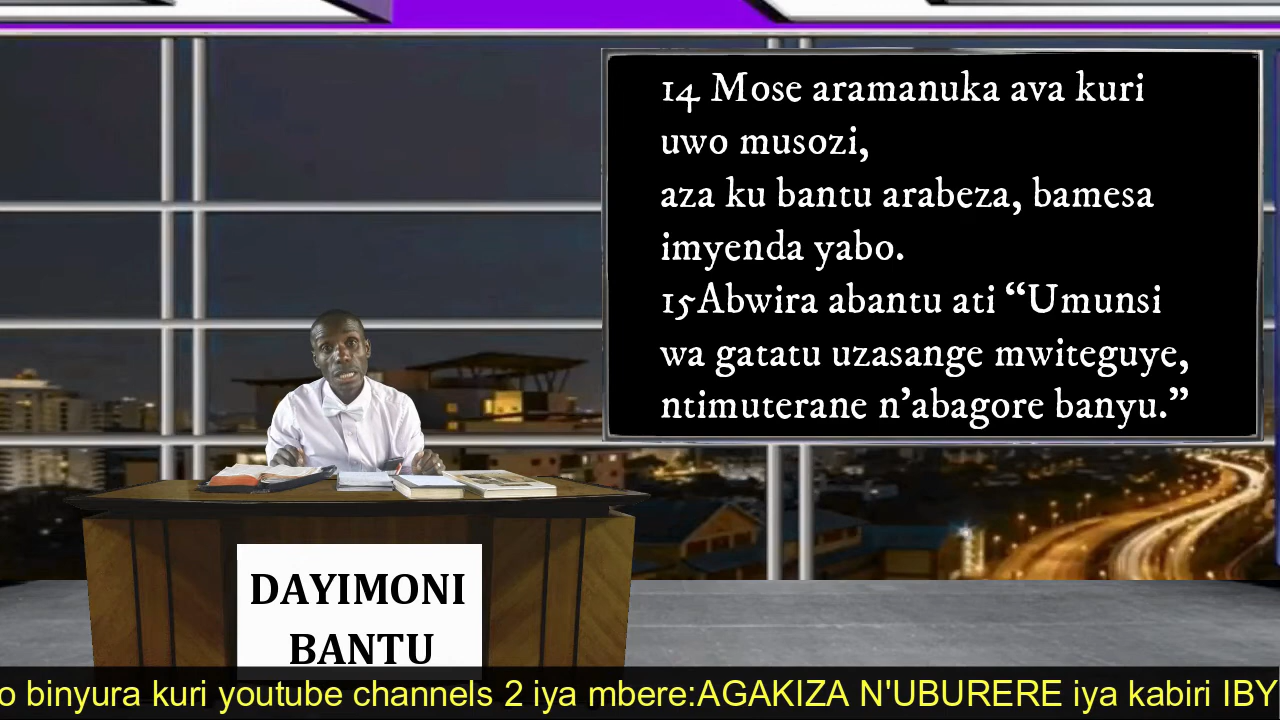 14 Mose aramanuka ava kuri
uwo musozi,
aza ku bantu arabeza, bamesa
imyenda yabo.
15Abwira abantu ati “Umunsi
wa gatatu uzasange mwiteguye,
ntimuterane n’abagore banyu.”
DAYIMONI
BANTU
o binyura kuri youtube channels 2 iya mbere:AGAKIZA N'UBURERE iya kabiri IBY